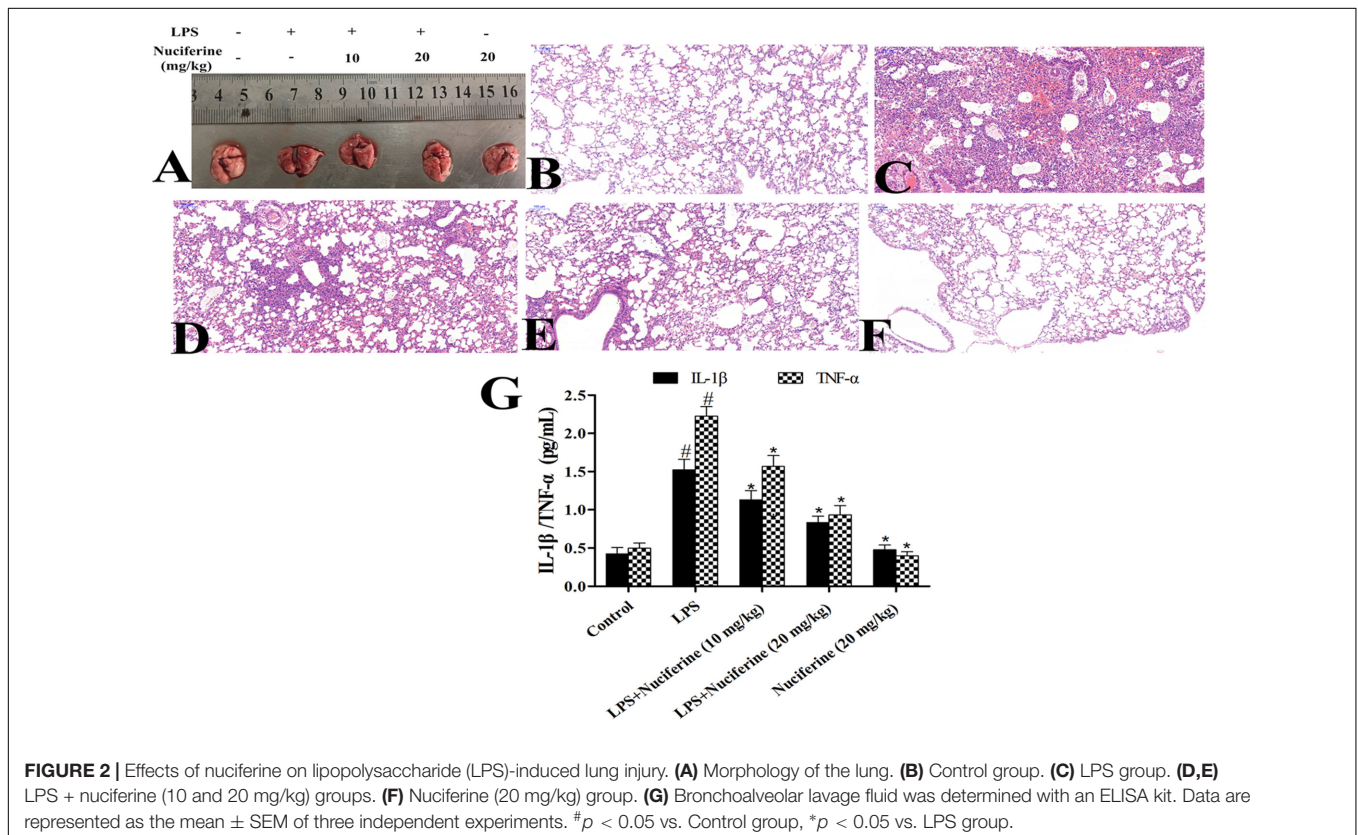 LPS - + + + -
Nuciferine - - 10 20 20
(mg/kg)
3 4 5 6 7 8 9 10 11 12 13 14 15 16
A
B
C
D
E
F
G
IL-1β TNF-α
IL-1β /TNF-α (pg/mL)
2.5
2.0
1.5
1.0
0.5
0.0
# # * * * * * *
Control
LPS
LPS+Nuciferine (10 mg/kg)
LPS+Nuciferine (20 mg/kg)
Nuciferine (20 mg/kg)
FIGURE 2 | Effects of nuciferine on lipopolysaccharide (LPS)-induced lung injury. (A) Morphology of the lung. (B) Control group. (C) LPS group. (D,E)
LPS + nuciferine (10 and 20 mg/kg) groups. (F) Nuciferine (20 mg/kg) group. (G) Bronchoalveolar lavage fluid was determined with an ELISA kit. Data are
represented as the mean ± SEM of three independent experiments. #p < 0.05 vs. Control group, *p < 0.05 vs. LPS group.